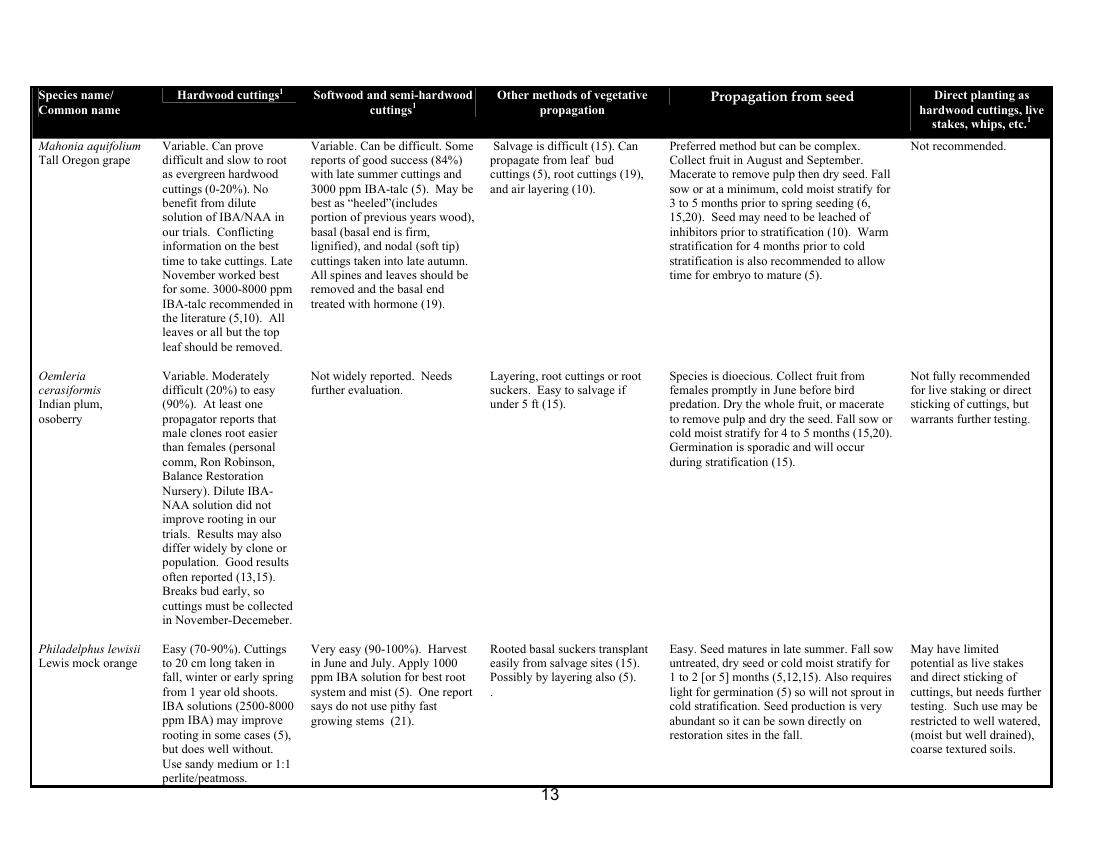 Species name/
Common name
Hardwood cuttings1
Softwood and semi-hardwood
cuttings1
Other methods of vegetative
propagation
Propagation from seed
Direct planting as
hardwood cuttings, live
stakes, whips, etc.1
Mahonia aquifolium
Tall Oregon grape
Variable. Can prove
difficult and slow to root
as evergreen hardwood
cuttings (0-20%). No
benefit from dilute
solution of IBA/NAA in
our trials.  Conflicting
information on the best
time to take cuttings. Late
November worked best
for some. 3000-8000 ppm
IBA-talc recommended in
the literature (5,10).  All
leaves or all but the top
leaf should be removed.
Variable. Can be difficult. Some
reports of good success (84%)
with late summer cuttings and
3000 ppm IBA-talc (5).  May be
best as “heeled”(includes
portion of previous years wood),
basal (basal end is firm,
lignified), and nodal (soft tip)
cuttings taken into late autumn.
All spines and leaves should be
removed and the basal end
treated with hormone (19).
Salvage is difficult (15). Can
propagate from leaf  bud
cuttings (5), root cuttings (19),
and air layering (10).
Preferred method but can be complex.
Collect fruit in August and September.
Macerate to remove pulp then dry seed. Fall
sow or at a minimum, cold moist stratify for
3 to 5 months prior to spring seeding (6,
15,20).  Seed may need to be leached of
inhibitors prior to stratification (10).  Warm
stratification for 4 months prior to cold
stratification is also recommended to allow
time for embryo to mature (5).
Not recommended.
Oemleria
cerasiformis
Indian plum,
osoberry
Variable. Moderately
difficult (20%) to easy
(90%).  At least one
propagator reports that
male clones root easier
than females (personal
comm, Ron Robinson,
Balance Restoration
Nursery). Dilute IBA-
NAA solution did not
improve rooting in our
trials.  Results may also
differ widely by clone or
population.  Good results
often reported (13,15).
Breaks bud early, so
cuttings must be collected
in November-Decemeber.
Not widely reported.  Needs
further evaluation.
Layering, root cuttings or root
suckers.  Easy to salvage if
under 5 ft (15).
Species is dioecious. Collect fruit from
females promptly in June before bird
predation. Dry the whole fruit, or macerate
to remove pulp and dry the seed. Fall sow or
cold moist stratify for 4 to 5 months (15,20).
Germination is sporadic and will occur
during stratification (15).
Not fully recommended
for live staking or direct
sticking of cuttings, but
warrants further testing.
Philadelphus lewisii
Lewis mock orange
Easy (70-90%). Cuttings
to 20 cm long taken in
fall, winter or early spring
from 1 year old shoots.
IBA solutions (2500-8000
ppm IBA) may improve
rooting in some cases (5),
but does well without.
Use sandy medium or 1:1
perlite/peatmoss.
Very easy (90-100%).  Harvest
in June and July. Apply 1000
ppm IBA solution for best root
system and mist (5).  One report
says do not use pithy fast
growing stems  (21).
Rooted basal suckers transplant
easily from salvage sites (15).
Possibly by layering also (5).
.
Easy. Seed matures in late summer. Fall sow
untreated, dry seed or cold moist stratify for
1 to 2 [or 5] months (5,12,15). Also requires
light for germination (5) so will not sprout in
cold stratification. Seed production is very
abundant so it can be sown directly on
restoration sites in the fall.
May have limited
potential as live stakes
and direct sticking of
cuttings, but needs further
testing.  Such use may be
restricted to well watered,
(moist but well drained),
coarse textured soils.
13